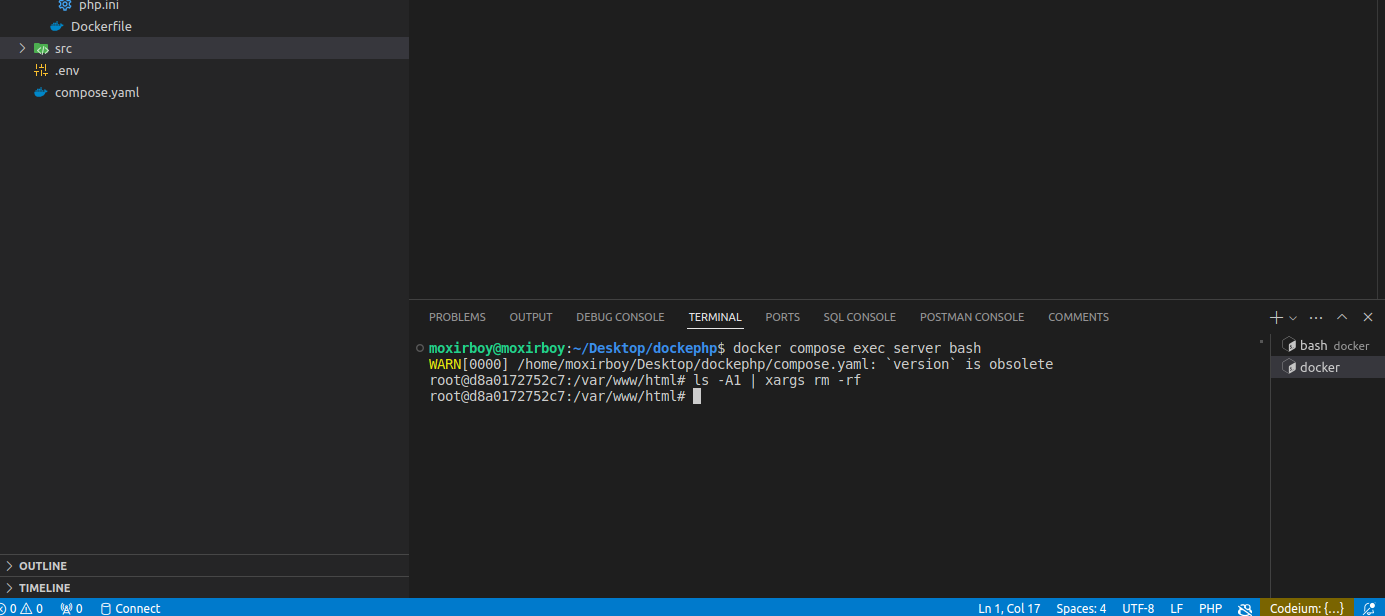 php.ini
Dockerfile
src
.env
compose.yaml
PROBLEMS OUTPUT DEBUG CONSOLE TERMINAL PORTS SQL CONSOLE POSTMAN CONSOLE COMMENTS
moxirboy@moxirboy:~/Desktop/dockephp$ docker compose exec server bash
WARN[0000] /home/moxirboy/Desktop/dockephp/compose.yaml: `version` is obsolete
root@d8a0172752c7:/var/www/html# ls -A1 | xargs rm -rf
root@d8a0172752c7:/var/www/html#
bash docker
docker
OUTLINE
TIMELINE
0 0 0 Connect Ln 1, Col 17 Spaces: 4 UTF-8 LF PHP Codeium: {...}